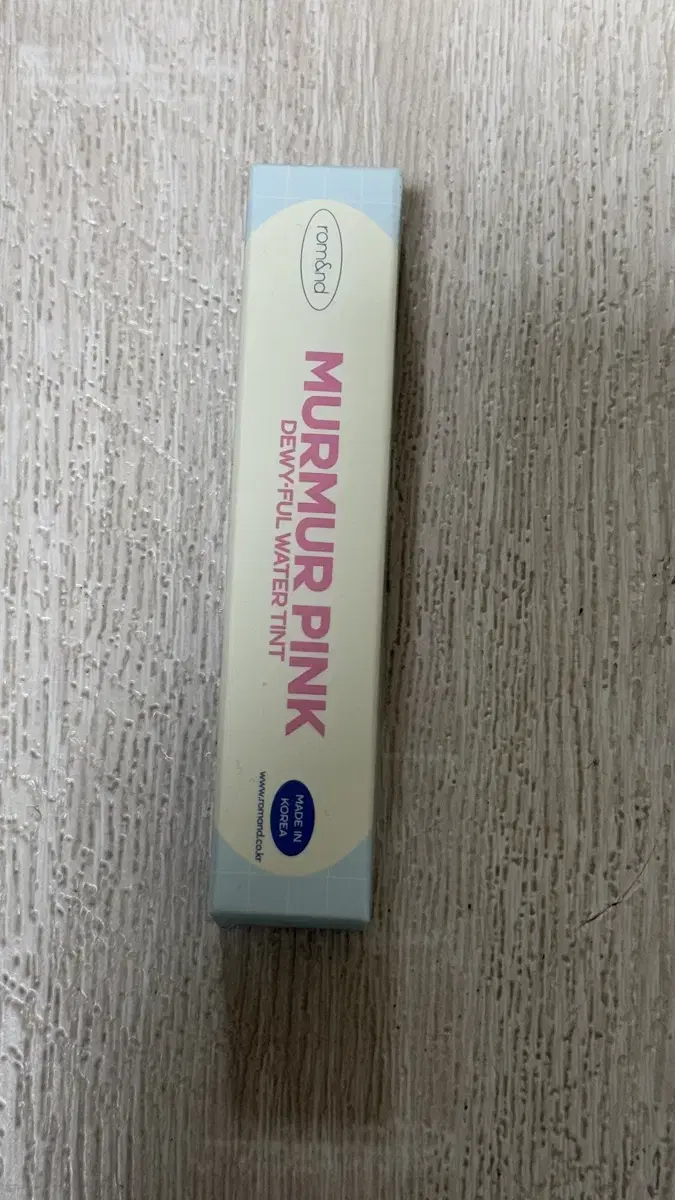 rom&nd
MURMUR PINK
DEWY-FUL WATER TINT
MADE IN
KOREA
www.romand.co.kr